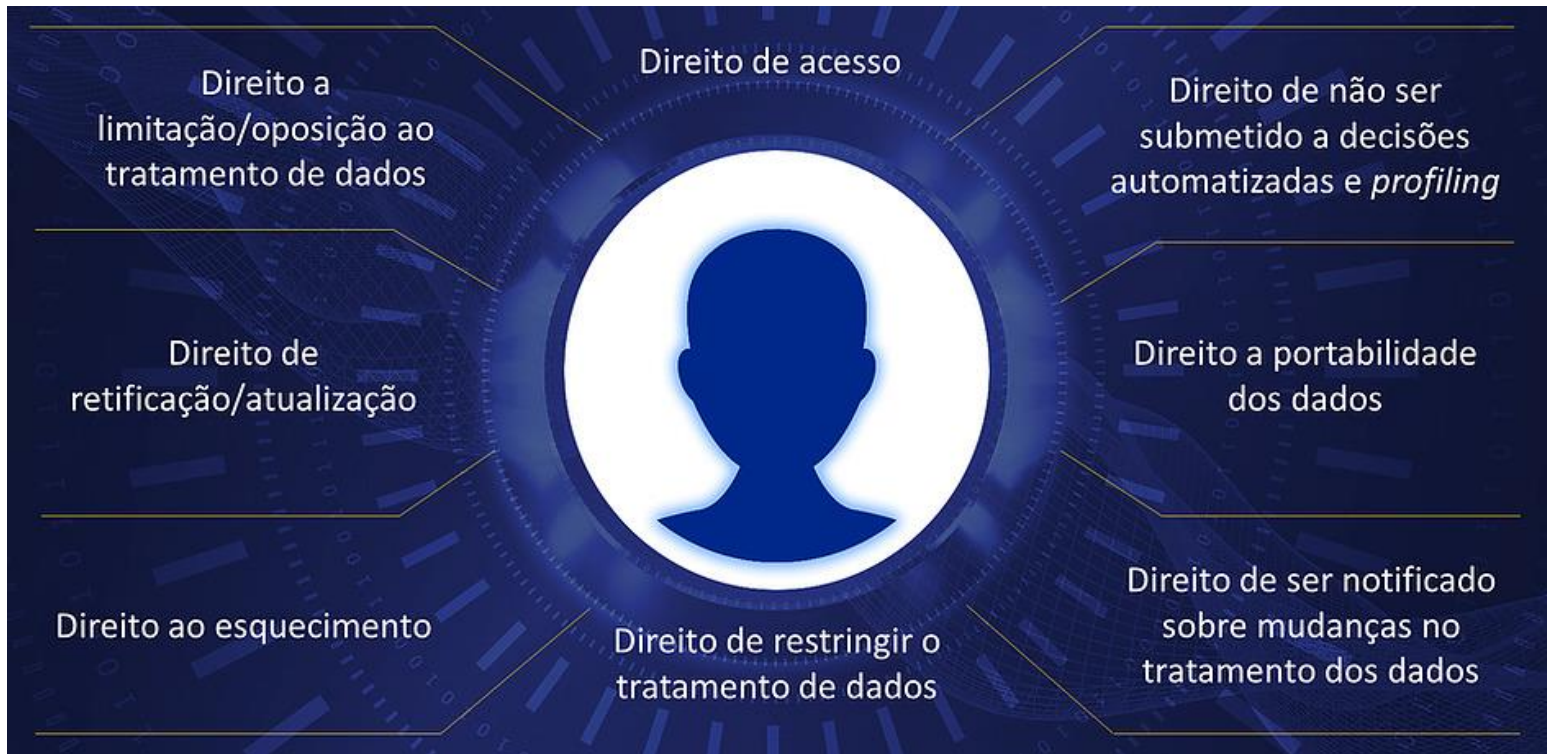 Direito de acesso
Direito a
limitação/oposição ao
tratamento de dados
Direito de não ser
submetido a decisões
automatizadas e profiling
Direito de
retificação/atualização
Direito a portabilidade
dos dados
Direito ao esquecimento
Direito de restringir o
tratamento de dados
Direito de ser notificado
sobre mudanças no
tratamento dos dados